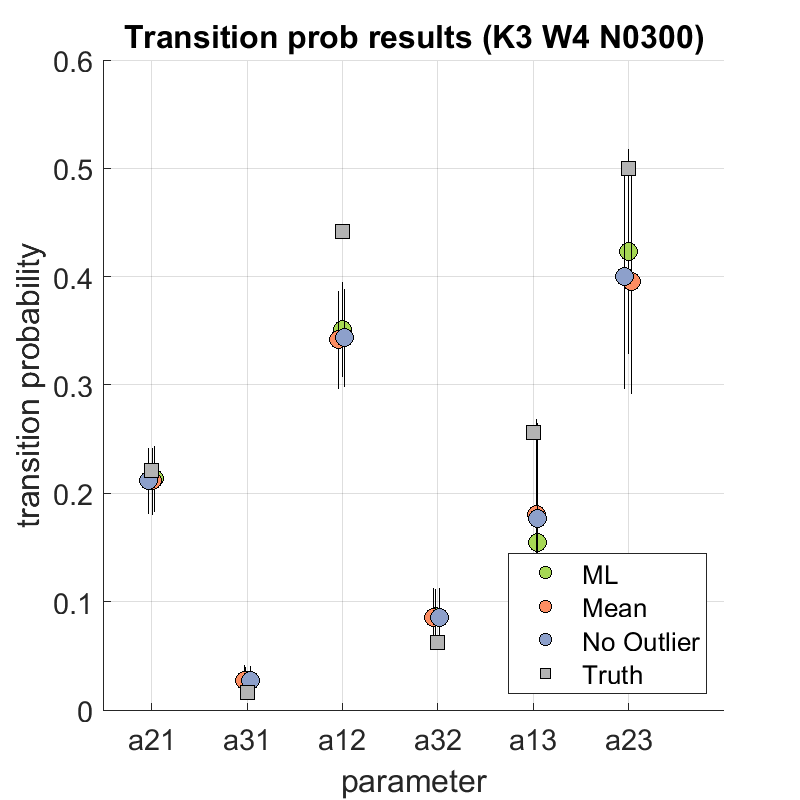 Transition prob results (K3 W4 N0300)
0.6
0.5
0.4
0.3
0.2
0.1
0
transition probability
a21 a31 a12 a32 a13 a23
parameter
ML
Mean
No Outlier
Truth